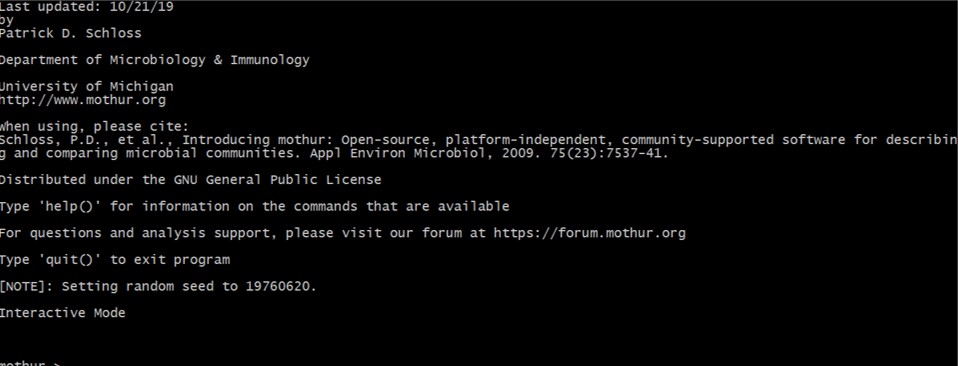 Last updated: 10/21/19
by
Patrick D. Schloss
Department of Microbiology & Immunology
University of Michigan
http://www.mothur.org
When using, please cite:
Schloss, P.D., et al., Introducing mothur: Open-source, platform-independent, community-supported software for describin
g and comparing microbial communities. Appl Environ Microbiol, 2009. 75(23):7537-41.
Distributed under the GNU General Public License
Type 'help()' for information on the commands that are available
For questions and analysis support, please visit our forum at https://forum.mothur.org
Type 'quit()' to exit program
[NOTE]: Setting random seed to 19760620.
Interactive Mode
mothur >